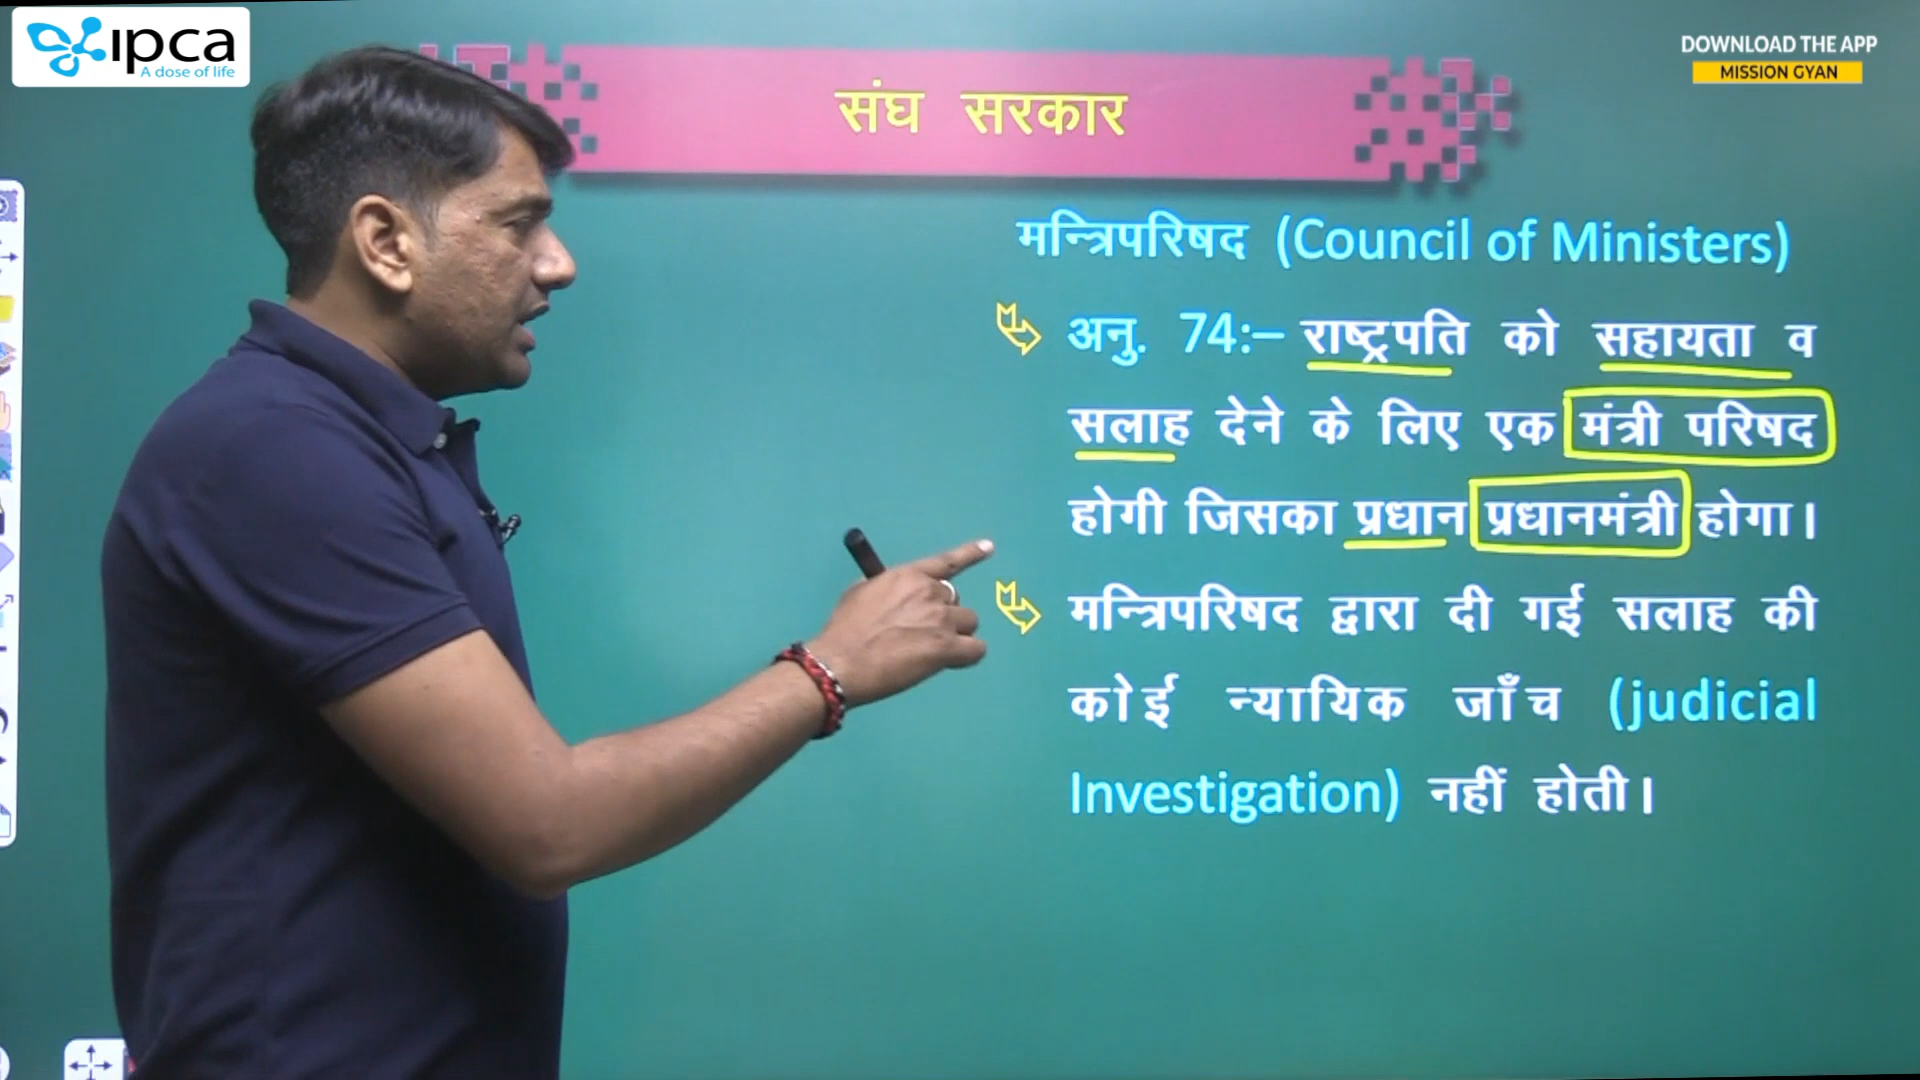 ipca
A dose of life
DOWNLOAD THE APP
MISSION GYAN
संघ सरकार
मन्त्रिपरिषद (Council of Ministers)
अनु. 74:– राष्ट्रपति को सहायता व
सलाह देने के लिए एक मंत्री परिषद
होगी जिसका प्रधान प्रधानमंत्री होगा।
मन्त्रिपरिषद द्वारा दी गई सलाह की
कोई न्यायिक जाँच (judicial
Investigation) नहीं होती।